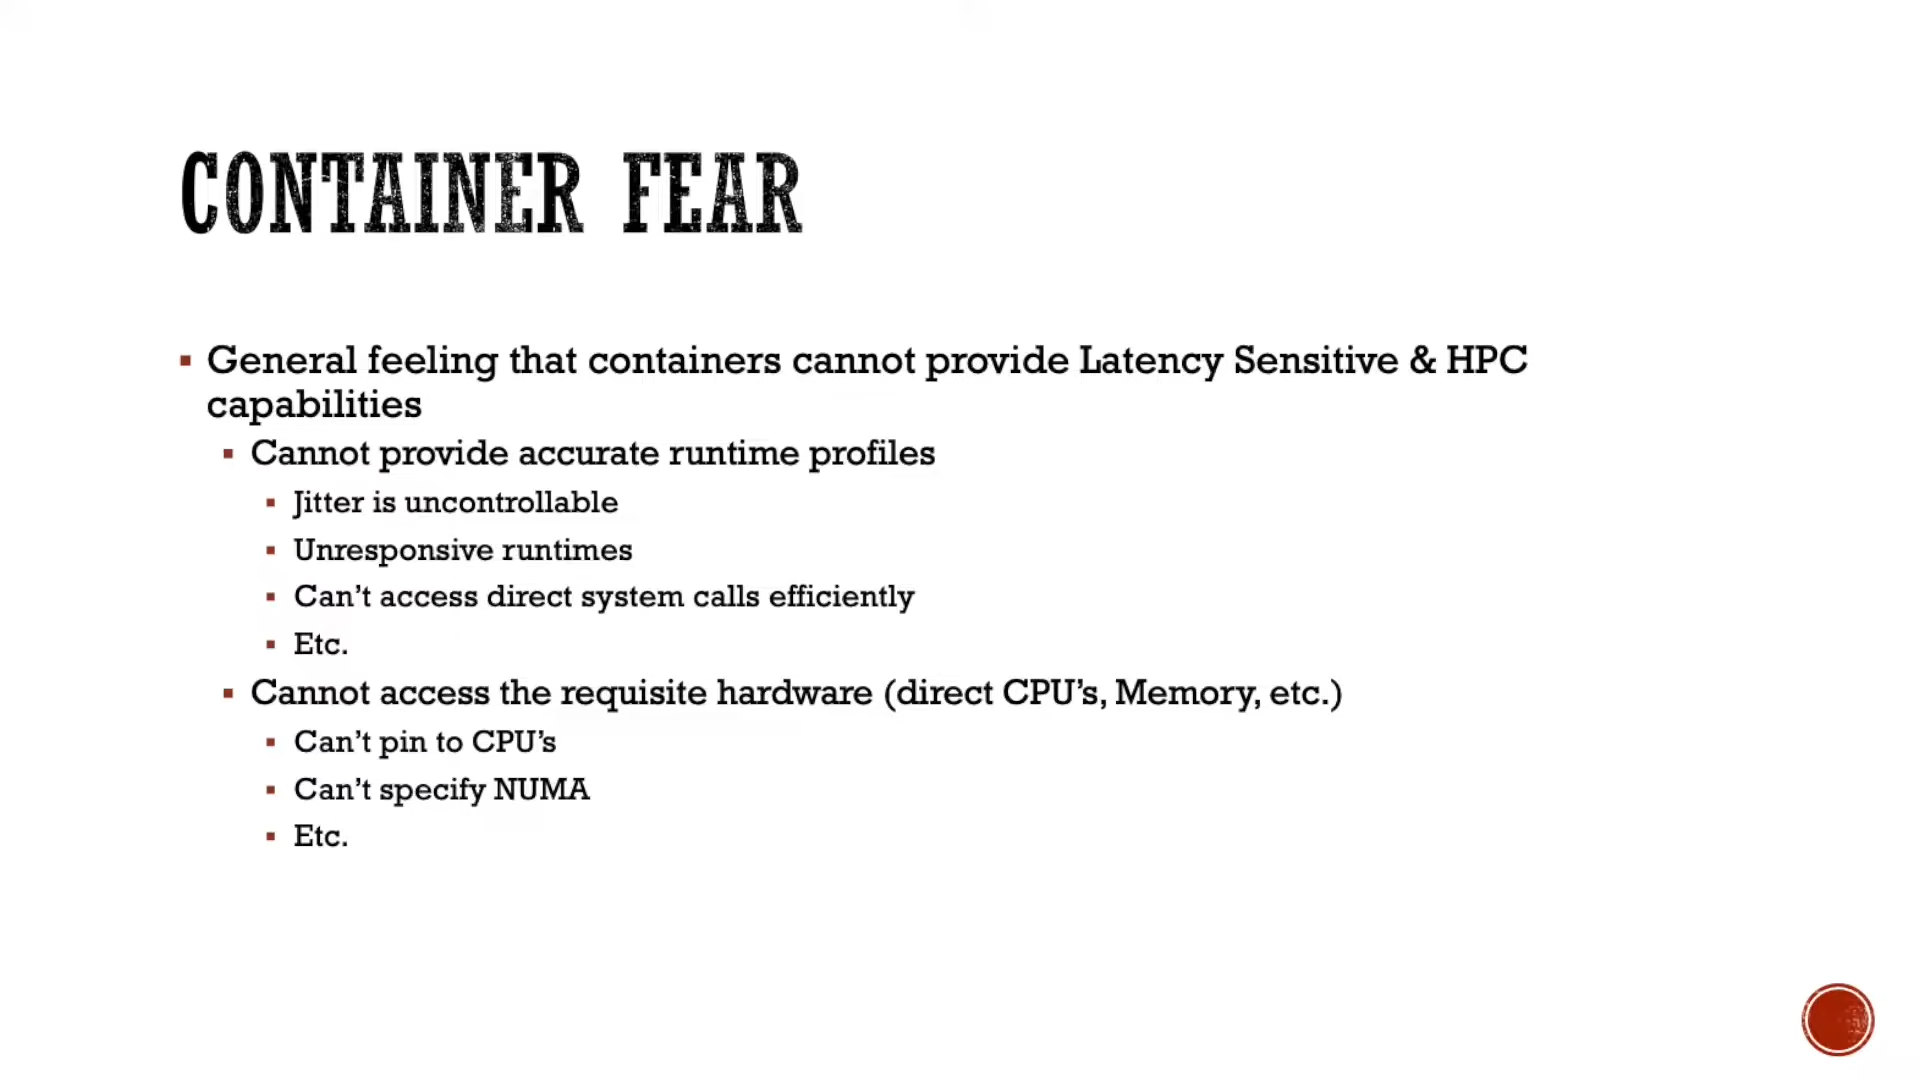 CONTAINER FEAR
General feeling that containers cannot provide Latency Sensitive & HPC
capabilities
Cannot provide accurate runtime profiles
Jitter is uncontrollable
Unresponsive runtimes
Can’t access direct system calls efficiently
Etc.
Cannot access the requisite hardware (direct CPU’s, Memory, etc.)
Can’t pin to CPU’s
Can’t specify NUMA
Etc.